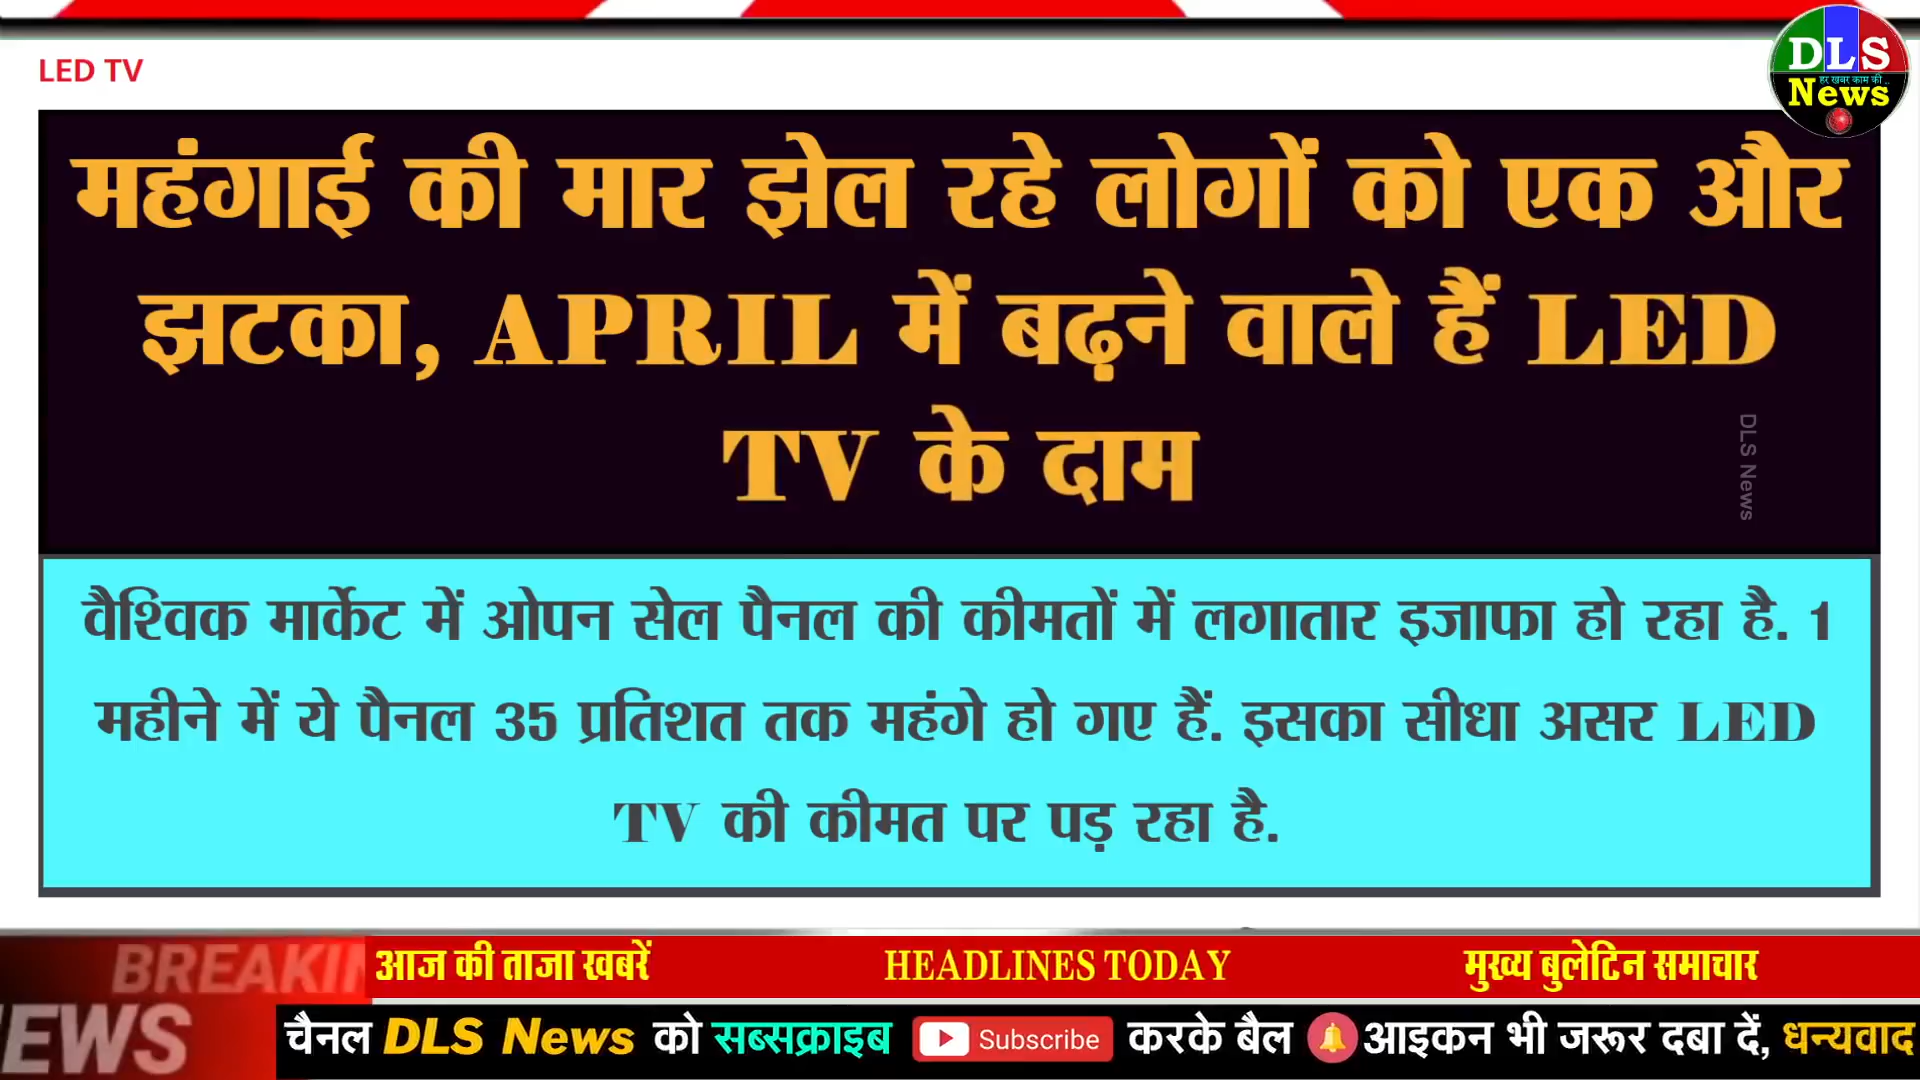 LED TV
DLS
हर खबर काम की..
News
महंगाई की मार झेल रहे लोगों को एक और
झटका, APRIL में बढ़ने वाले हैं LED
TV के दाम
DLS News
वैश्विक मार्केट में ओपन सेल पैनल की कीमतों में लगातार इजाफा हो रहा है. 1
महीने में ये पैनल 35 प्रतिशत तक महंगे हो गए हैं. इसका सीधा असर LED
TV की कीमत पर पड़ रहा है.
BREAKIN
EWS
आज की ताजा खबरें HEADLINES TODAY मुख्य बुलेटिन समाचार
चैनल DLS News को सब्सक्राइब Subscribe करके बैल आइकन भी जरूर दबा दें, धन्यवाद